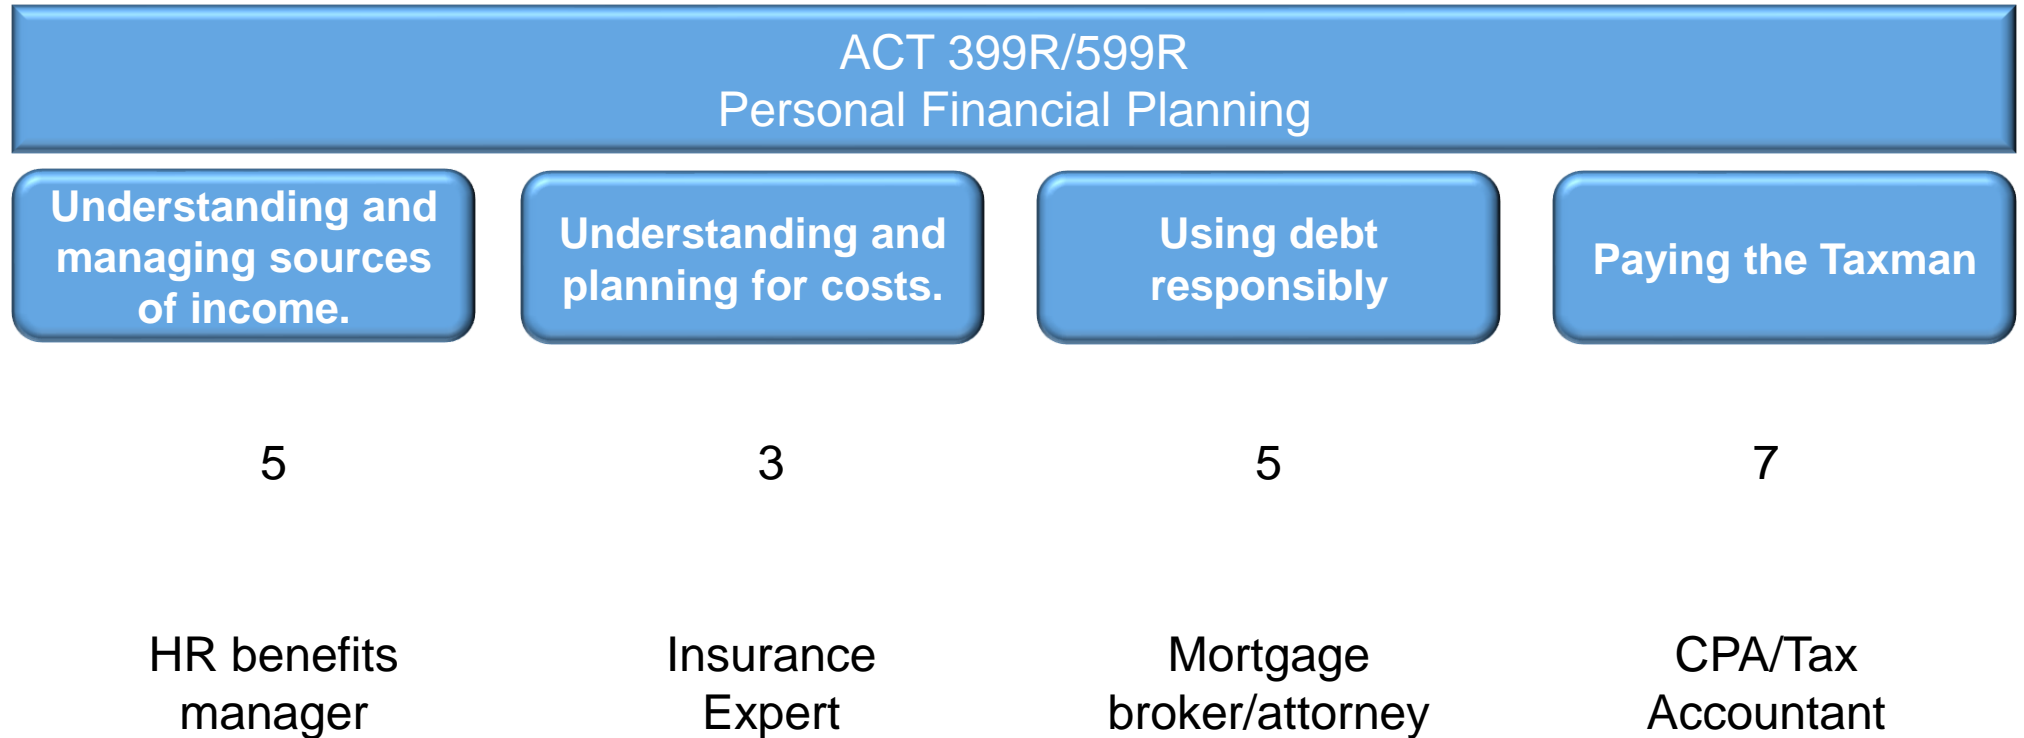 ACT 399R/599R
Personal Financial Planning
Understanding and
managing sources
of income.
Understanding and
planning for costs.
Using debt
responsibly
Paying the Taxman
5
3
5
7
HR benefits
manager
Insurance
Expert
Mortgage
broker/attorney
CPA/Tax
Accountant